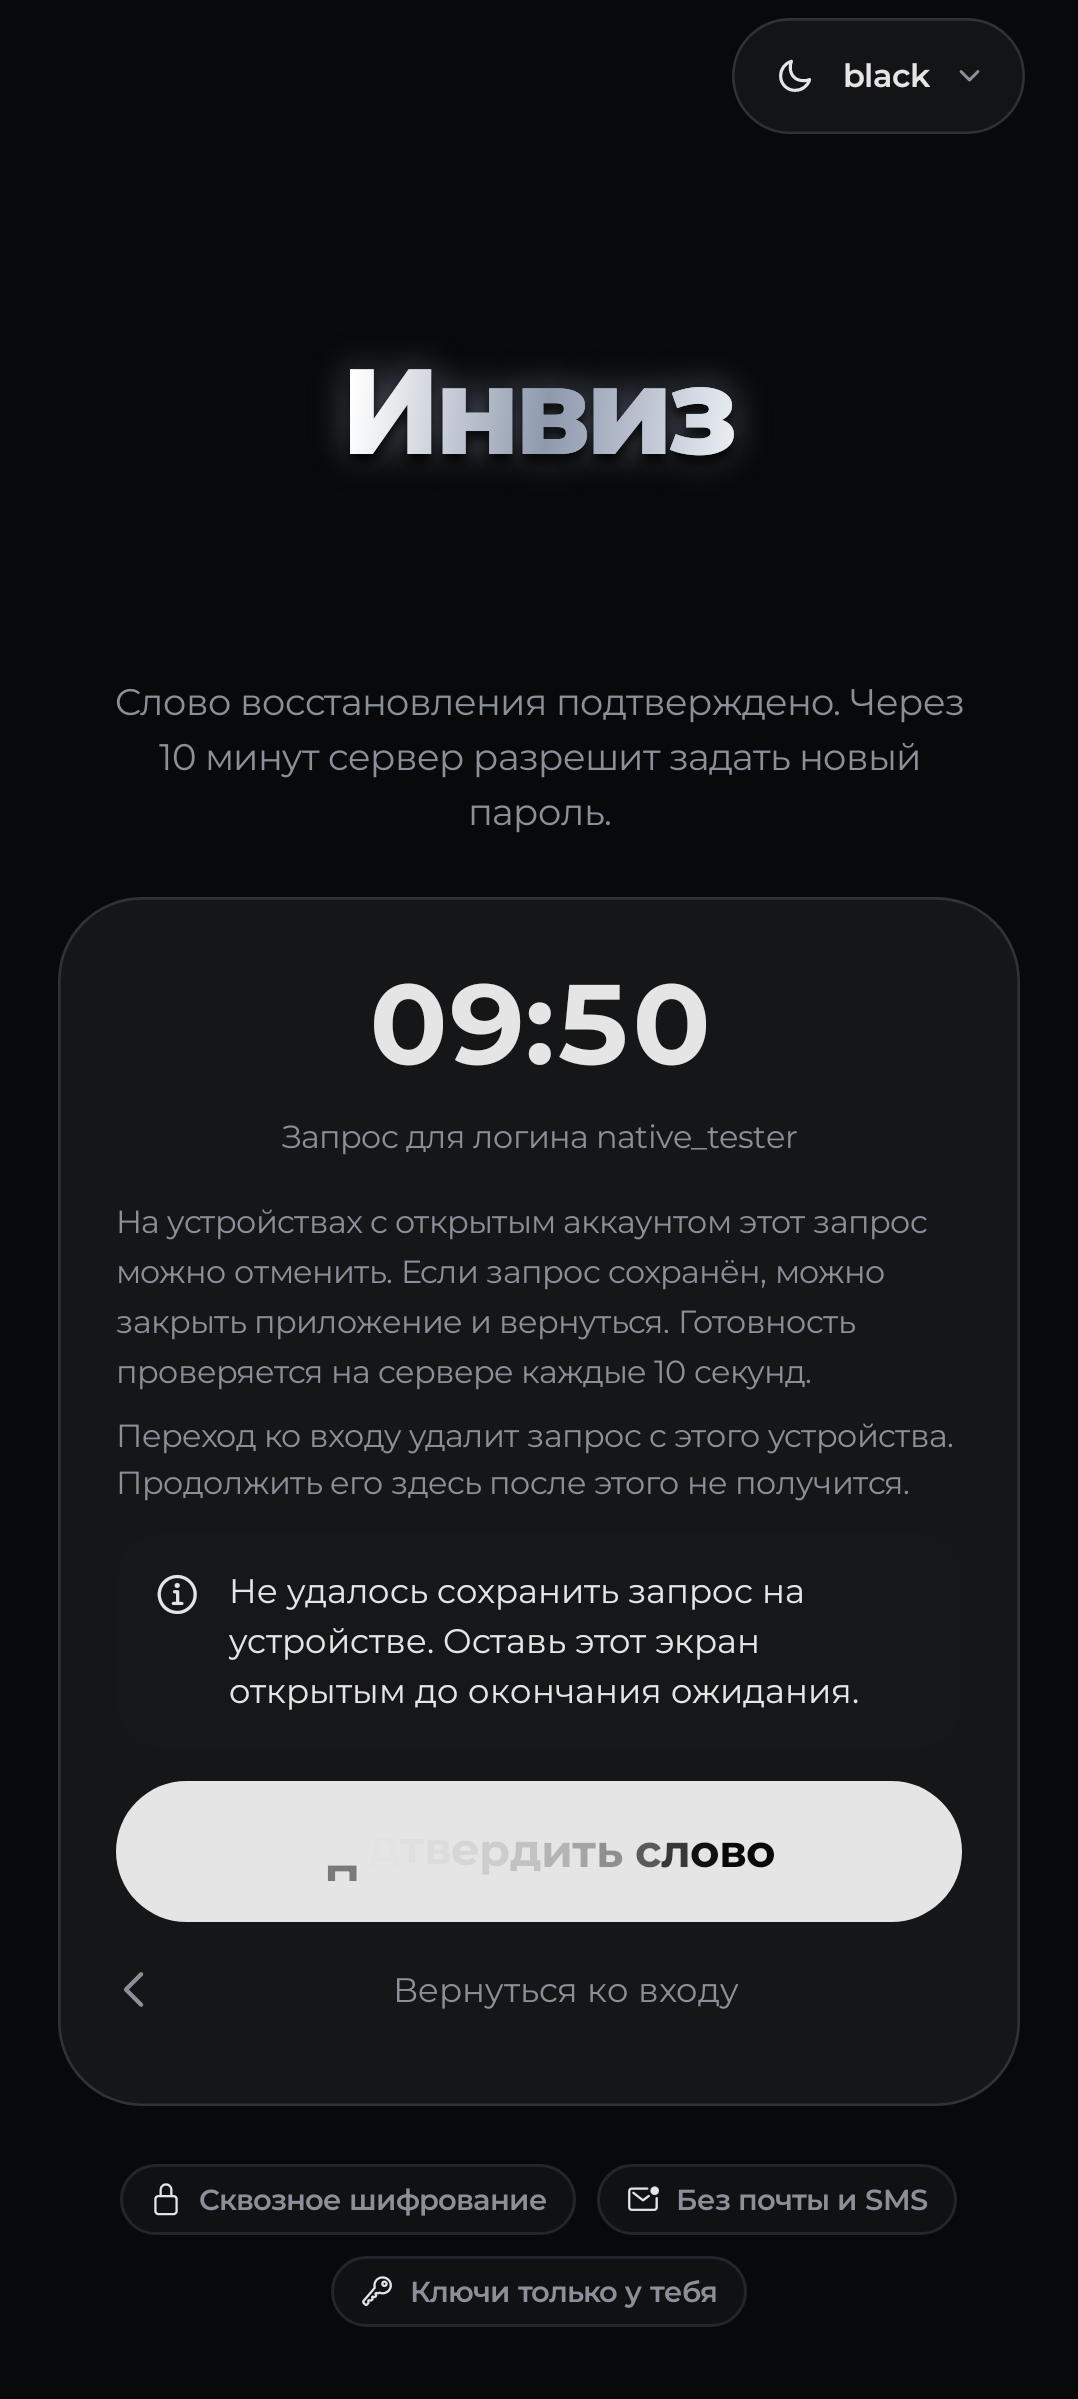 black
Инвиз
Слово восстановления подтверждено. Через
10 минут сервер разрешит задать новый
пароль.
09:50
Запрос для логина native_tester
На устройствах с открытым аккаунтом этот запрос
можно отменить. Если запрос сохранён, можно
закрыть приложение и вернуться. Готовность
проверяется на сервере каждые 10 секунд.
Переход ко входу удалит запрос с этого устройства.
Продолжить его здесь после этого не получится.
Не удалось сохранить запрос на
устройстве. Оставь этот экран
открытым до окончания ожидания.
слово
Вернуться ко входу
Сквозное шифрование
Без почты и SMS
Ключи только у тебя